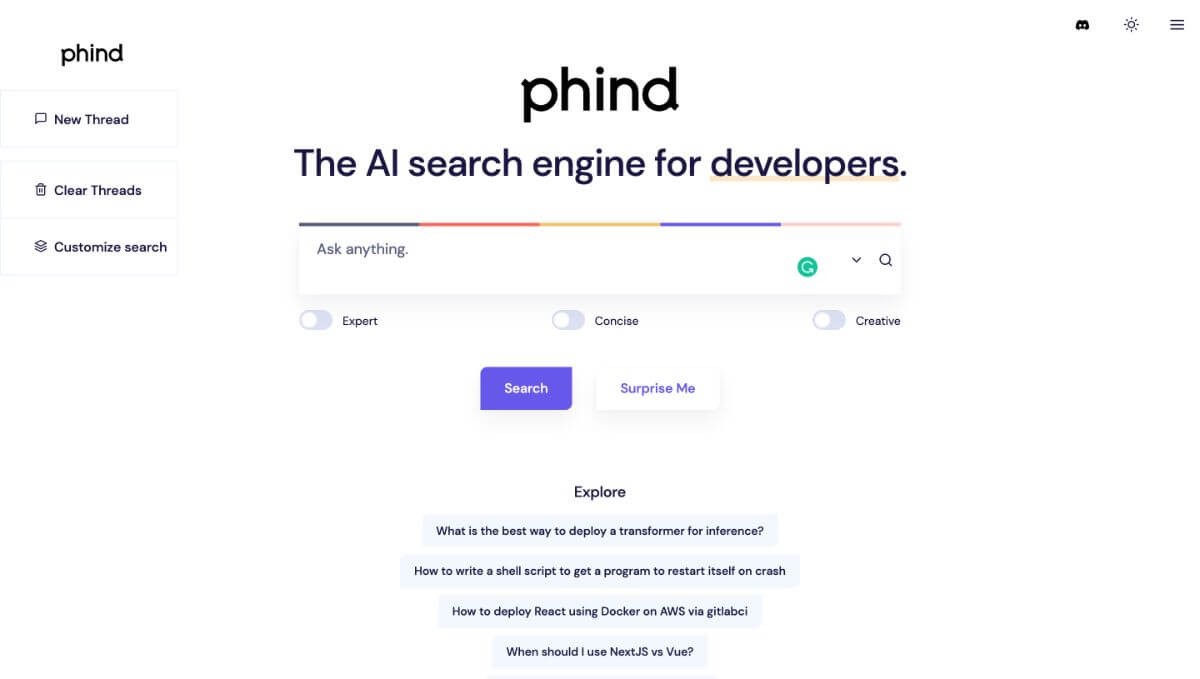 phind
New Thread
Clear Threads
Customize search
phind
The AI search engine for developers.
Ask anything.
Expert
Concise
Creative
Search
Surprise Me
Explore
What is the best way to deploy a transformer for inference?
How to write a shell script to get a program to restart itself on crash
How to deploy React using Docker on AWS via gitlabci
When should I use NextJS vs Vue?